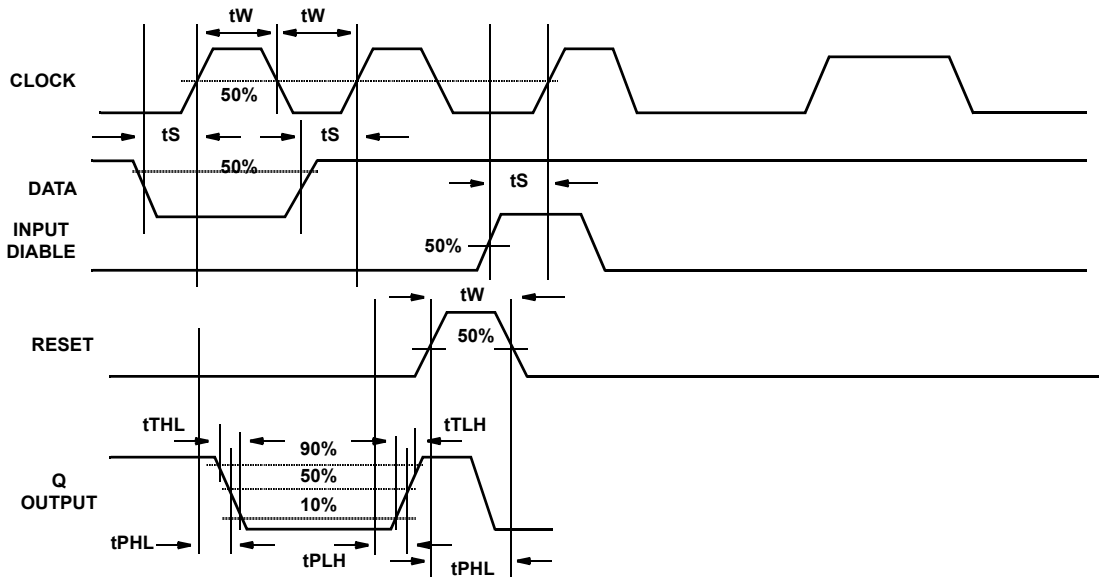 tW tW
CLOCK
50%
tS tS
50%
DATA
tS
INPUT
DIABLE
50%
tW
50%
RESET
tTHL tTLH
90%
50%
Q
OUTPUT
10%
tPHL
tPLH
tPHL